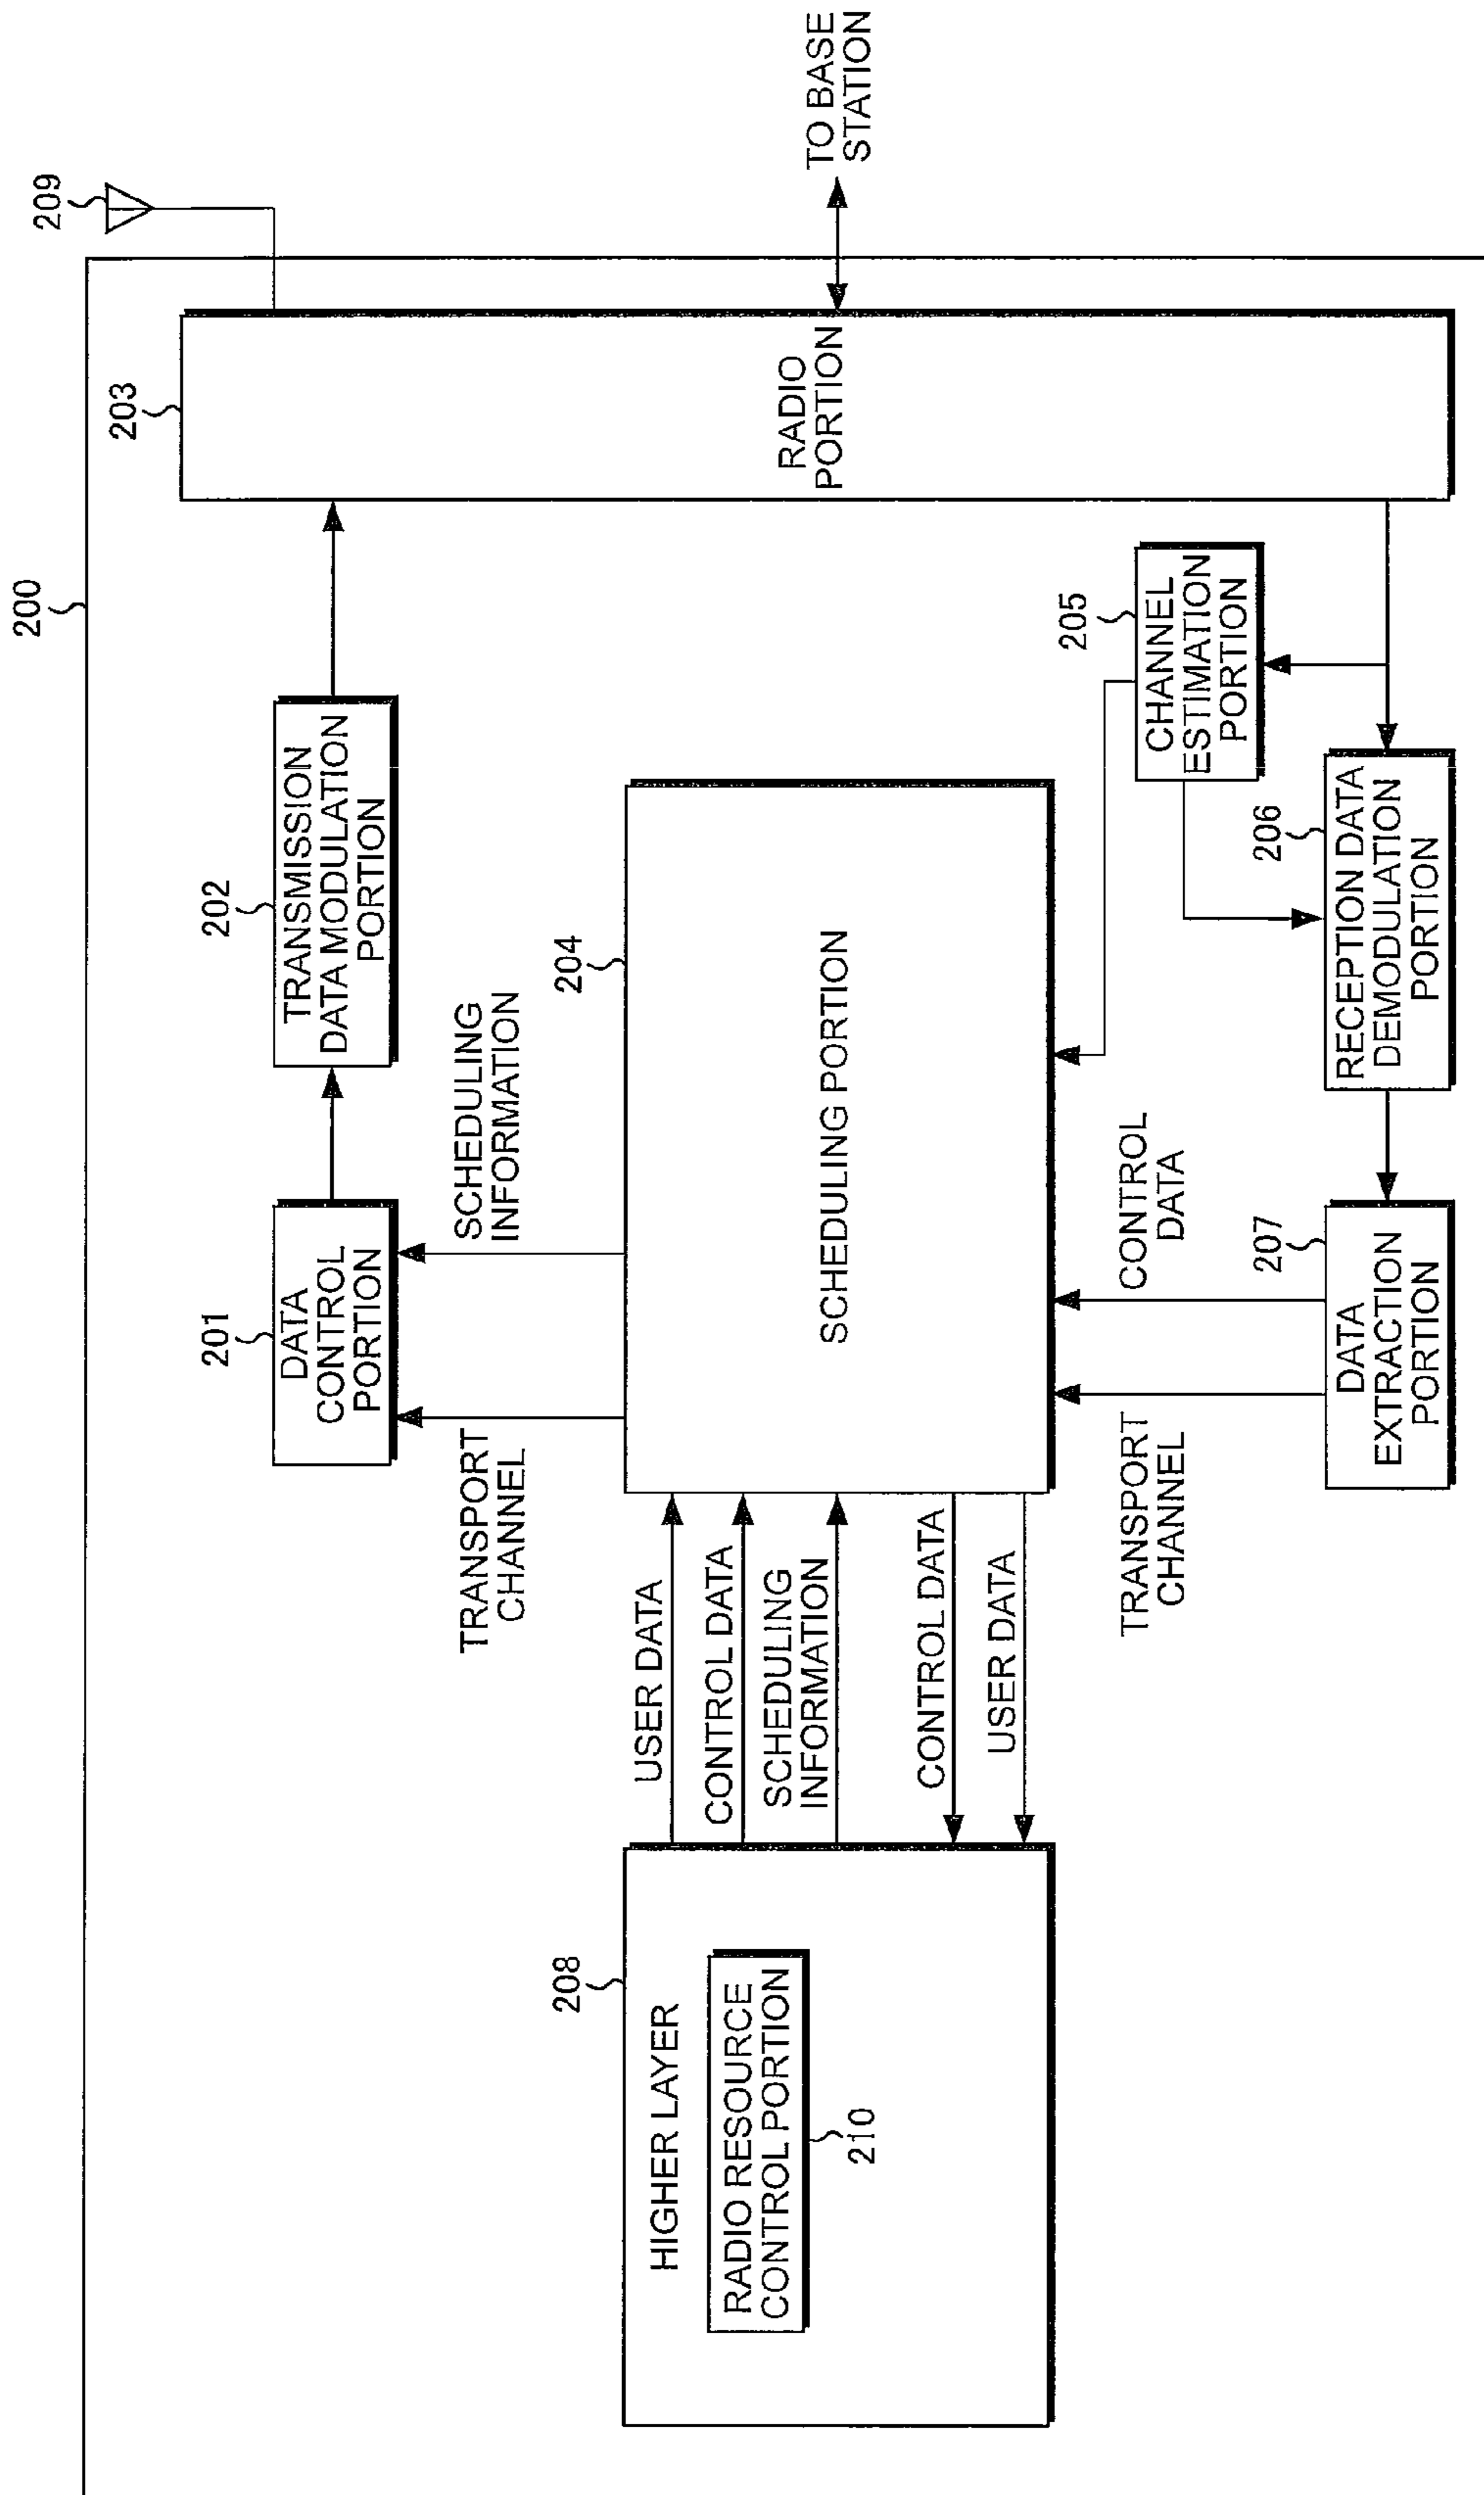 200
209
203
RADIO
PORTION
TO BASE
STATION
202
TRANSMISSION
DATA MODULATION
PORTION
201
DATA
CONTROL
PORTION
TRANSPORT
CHANNEL
SCHEDULING
INFORMATION
204
SCHEDULING PORTION
205
CHANNEL
ESTIMATION
PORTION
206
RECEPTION DATA
DEMODULATION
PORTION
207
DATA
EXTRACTION
PORTION
TRANSPORT
CHANNEL
CONTROL
DATA
USER DATA
CONTROL DATA
SCHEDULING
INFORMATION
CONTROL DATA
USER DATA
208
HIGHER LAYER
RADIO RESOURCE
CONTROL PORTION
210